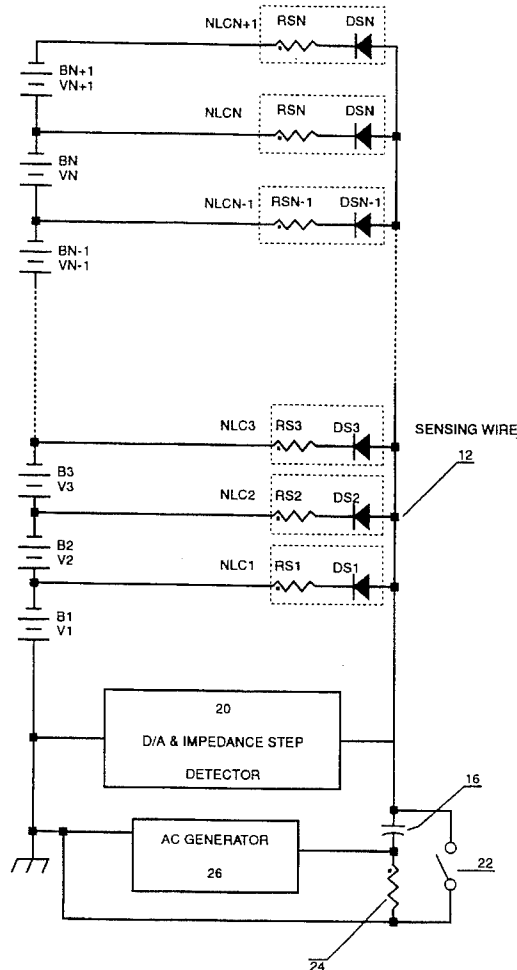 NLCN+1 RSN DSN
BN+1
VN+1
NLCN RSN DSN
BN
VN
NLCN-1 RSN-1 DSN-1
BN-1
VN-1
NLC3 RS3 DS3
SENSING WIRE
12
B3
V3
NLC2 RS2 DS2
B2
V2
NLC1 RS1 DS1
B1
V1
20
D/A & IMPEDANCE STEP
DETECTOR
16
AC GENERATOR
26
22
24